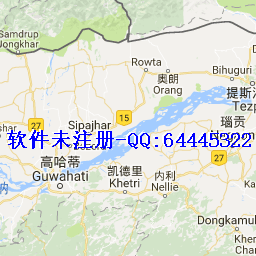 Samdrup
Jongkhar
Rowta
Bihuguri
奥朗
Orang
提斯
Tezp
15
27
Sipajhar
瑞贡
27
软件未注册-QQ:64445322
高哈蒂
Guwahati
凯德里
Khetri
内利
Nellie
Dongkamuk